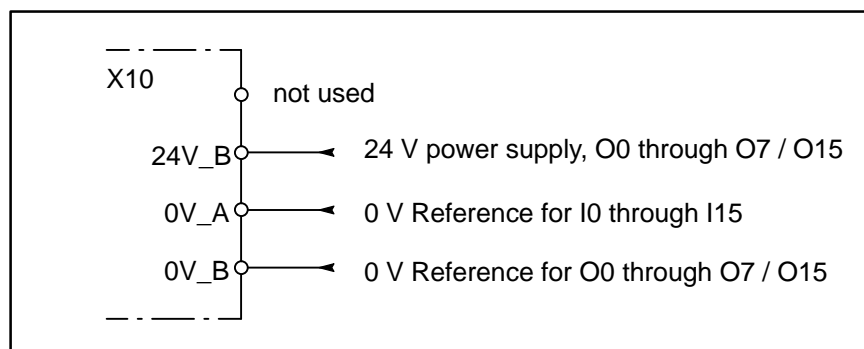 X10
not used
24V_B 24 V power supply, O0 through O7 / O15
0V_A 0 V Reference for I0 through I15
0V_B 0 V Reference for O0 through O7 / O15